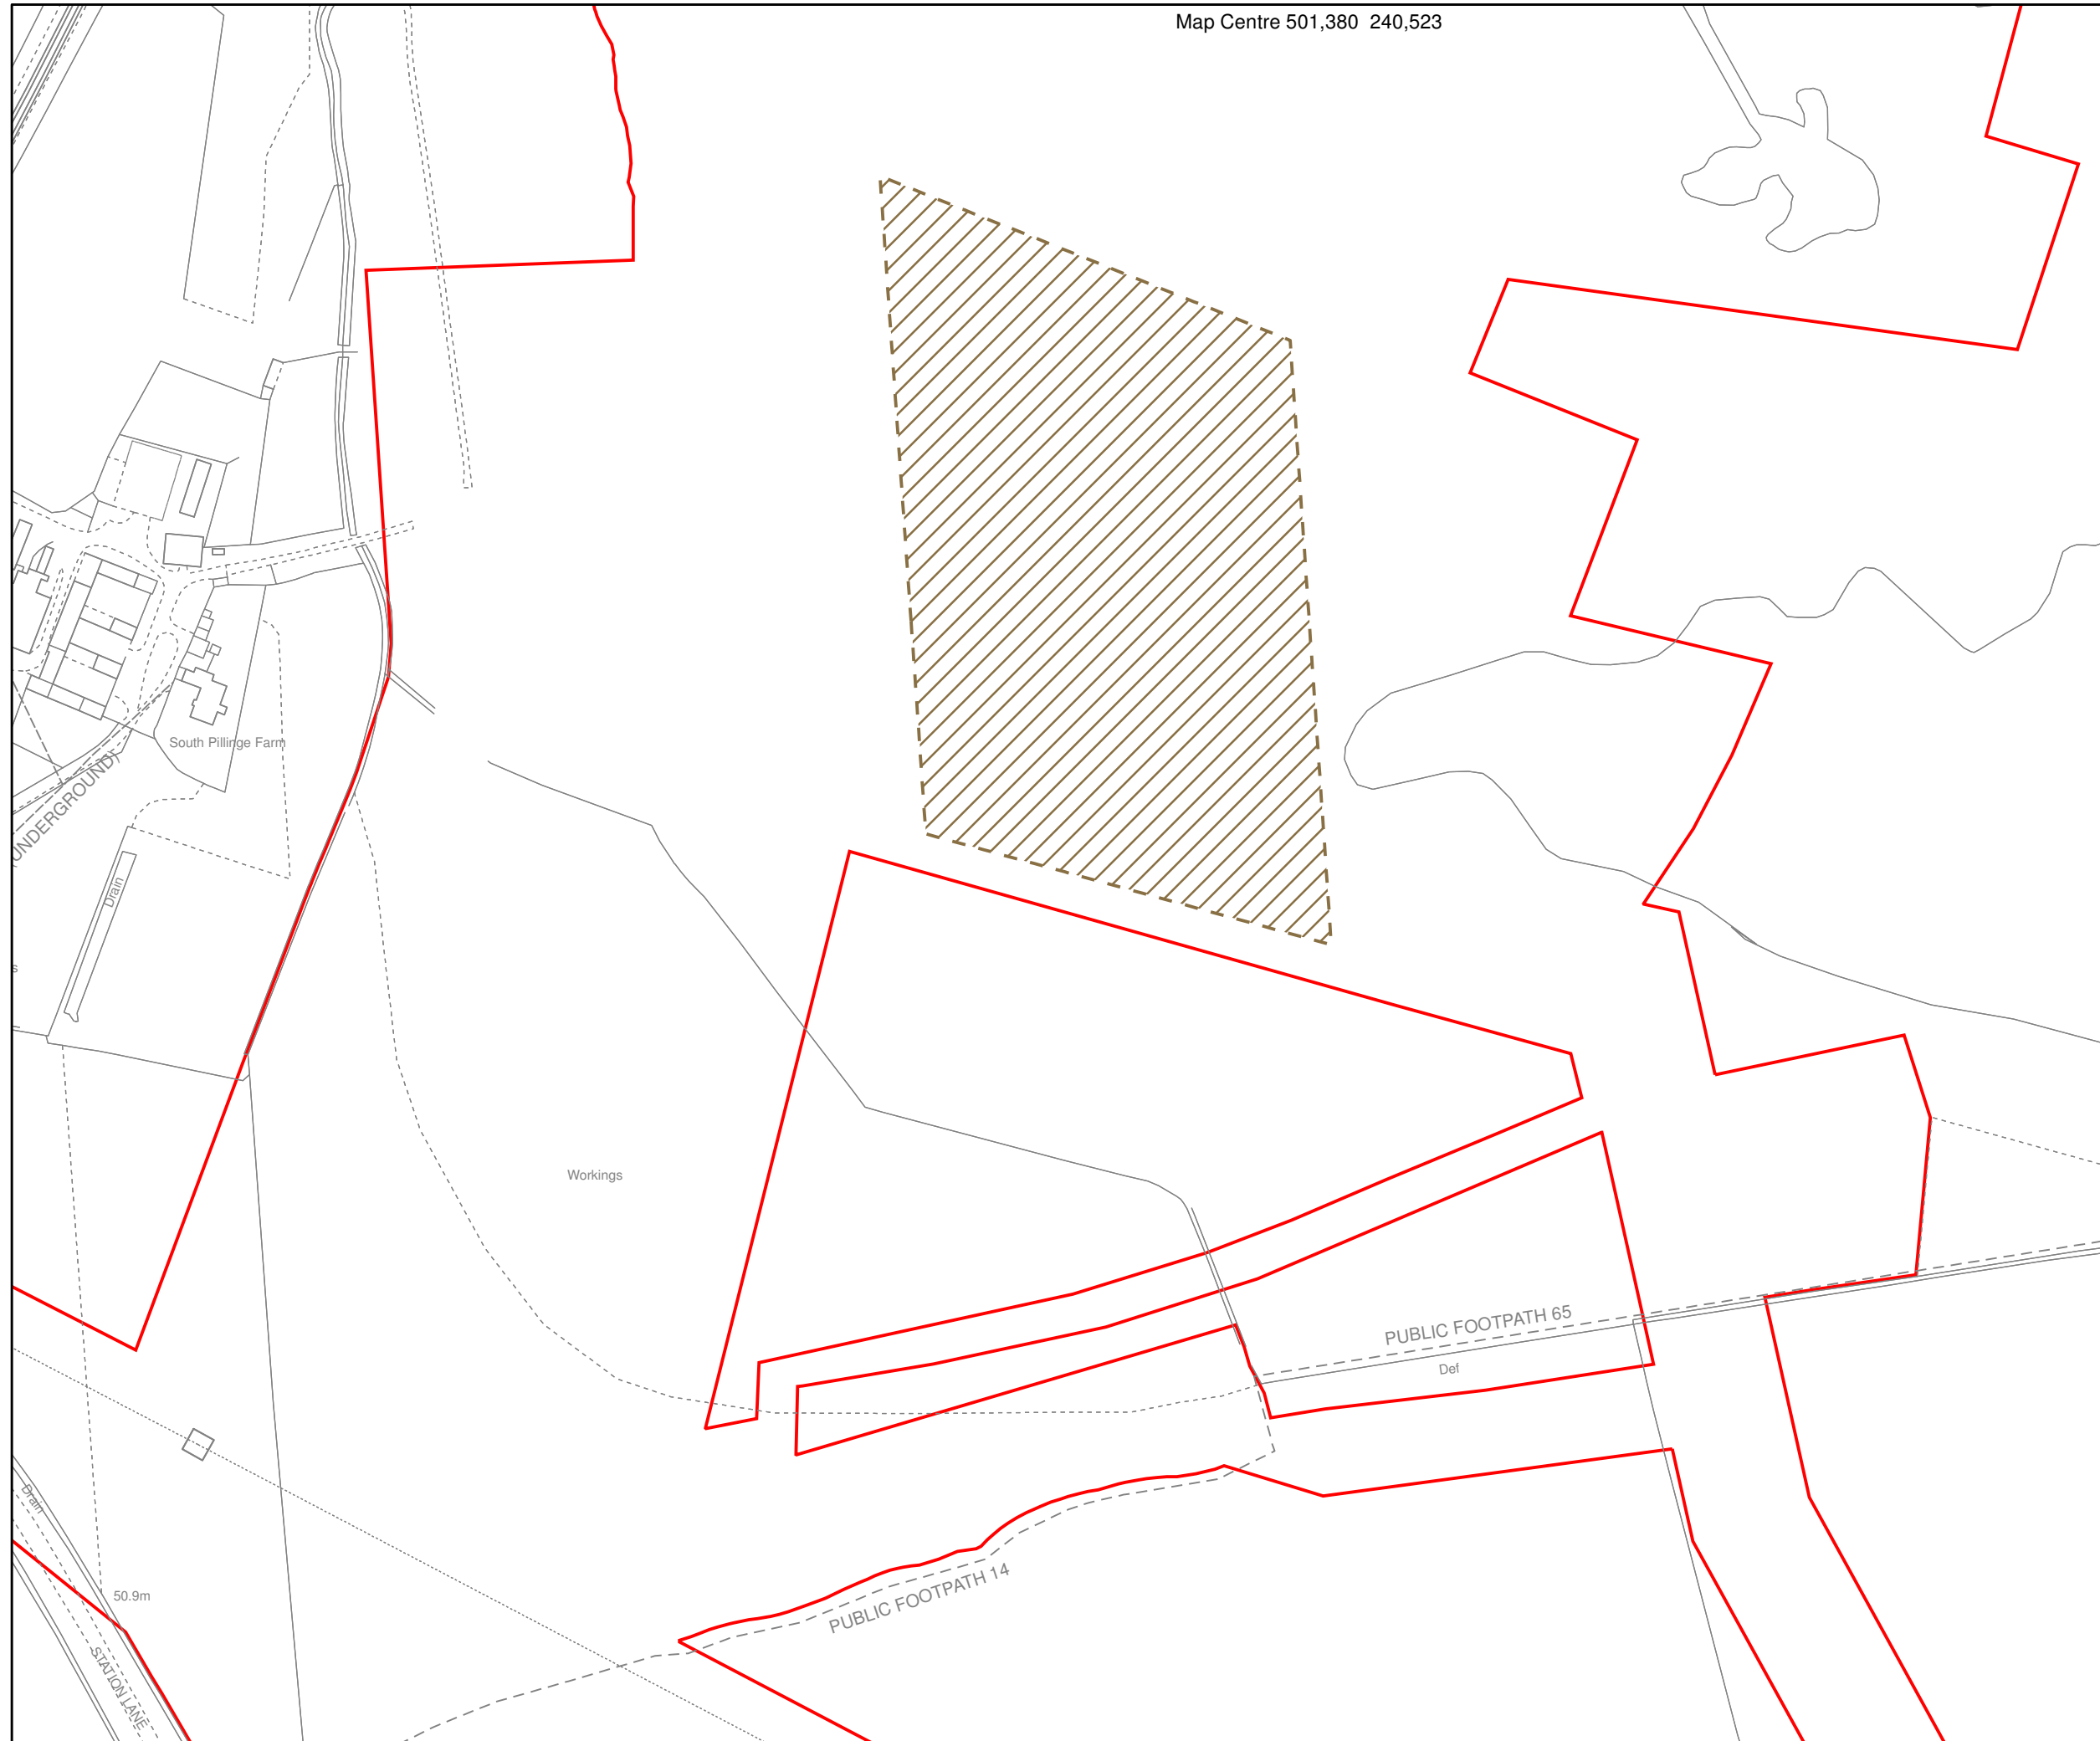 Map Centre 501,380 240,523
South Pillinge Farm
(UNDERGROUND)
Drain
s
Workings
PUBLIC FOOTPATH 65
Def
Drain
50.9m
PUBLIC FOOTPATH 14
STATION LANE